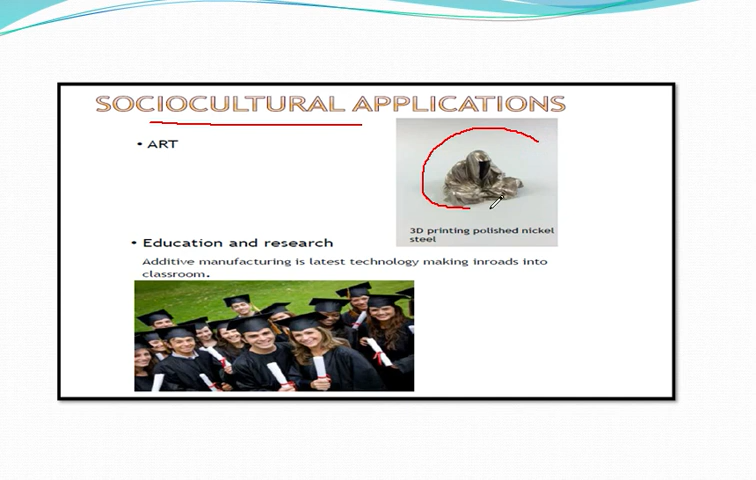 SOCIOCULTURAL APPLICATIONS
• ART
3D printing polished nickel
steel
• Education and research
Additive manufacturing is latest technology making inroads into
classroom.